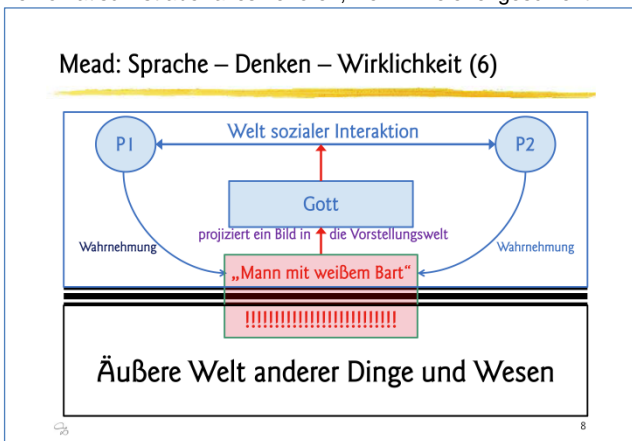 Mead: Sprache – Denken – Wirklichkeit (6)
Welt sozialer Interaktion
P1
P2
Gott
projiziert ein Bild in die Vorstellungswelt
Wahrnehmung
Wahrnehmung
„Mann mit weißem Bart“
!!!!!!!!!!!!!!!!!!!!!!!!!!
Äußere Welt anderer Dinge und Wesen
8